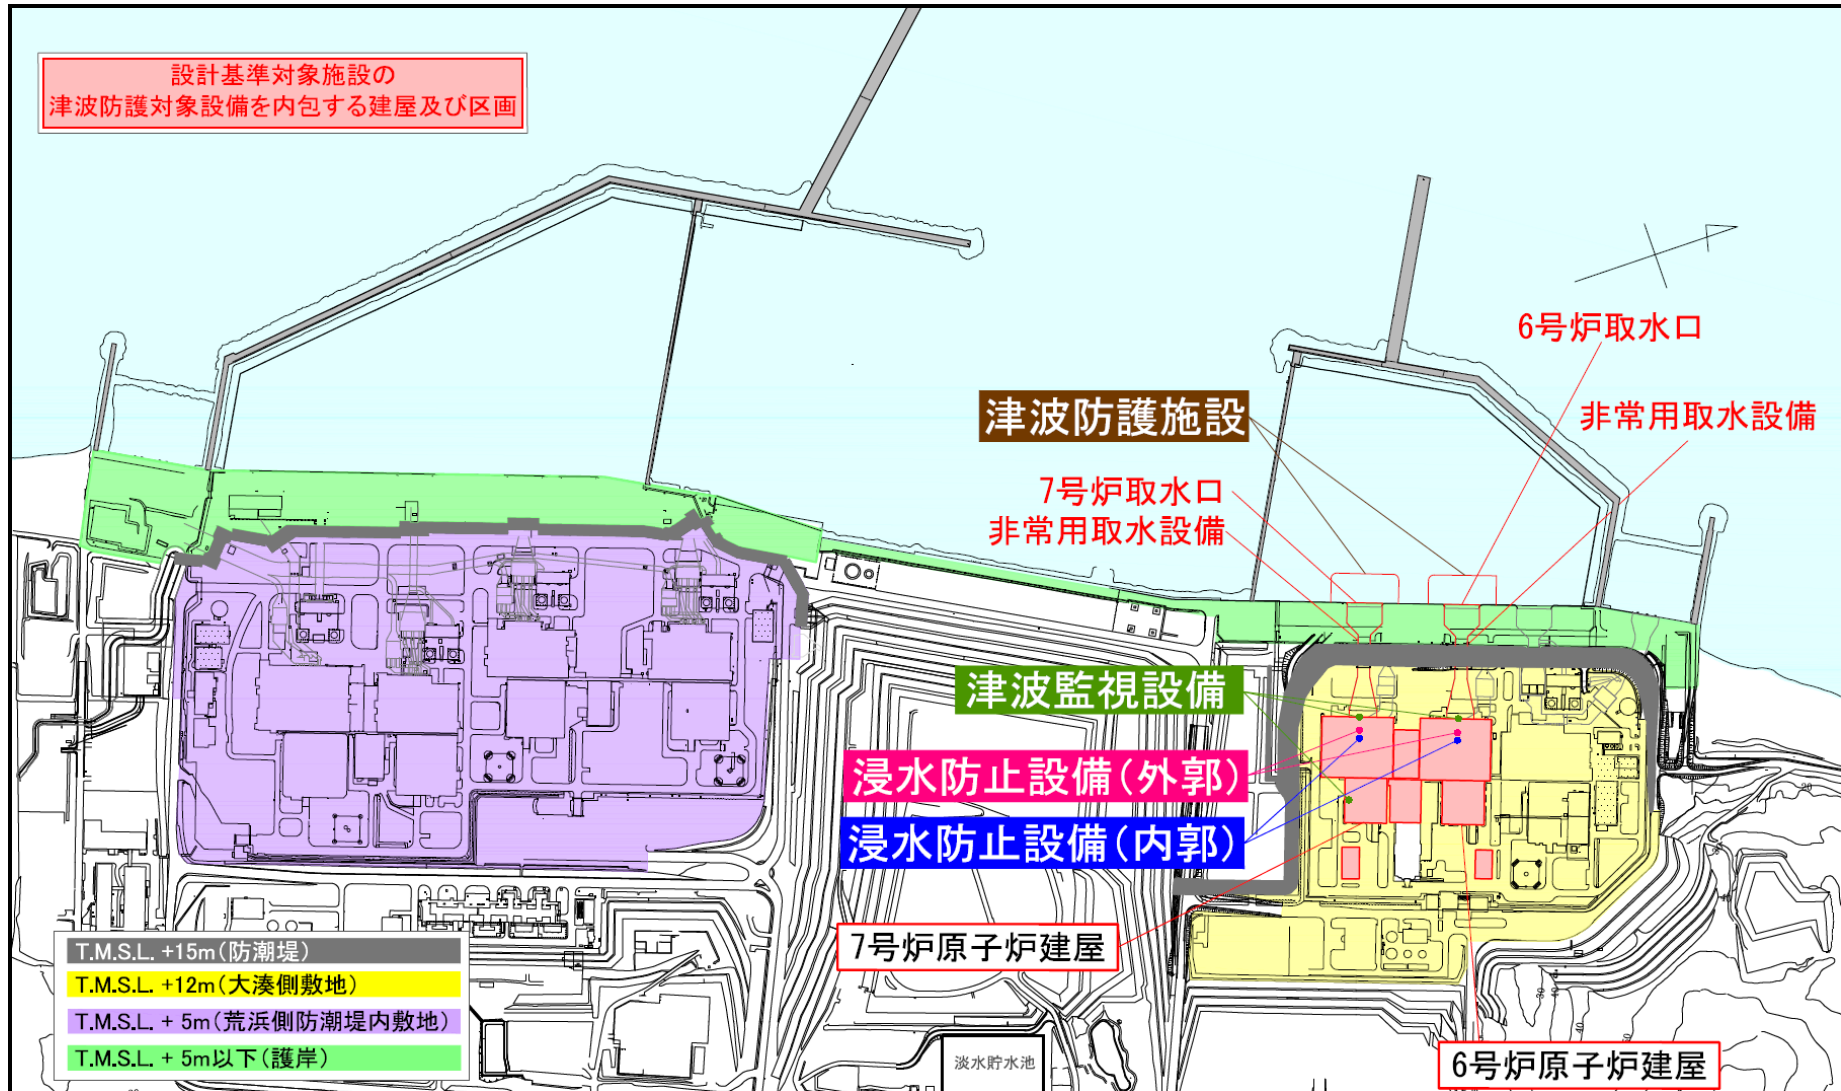 設計基準対象施設の
津波防護対象設備を内包する建屋及び区画
6号炉取水口
津波防護施設
非常用取水設備
7号炉取水口
非常用取水設備
津波監視設備
浸水防止設備(外郭)
浸水防止設備(内郭)
7号炉原子炉建屋
6号炉原子炉建屋
T.M.S.L. +15m(防潮堤)
T.M.S.L. +12m(大湊側敷地)
T.M.S.L. + 5m(荒浜側防潮堤内敷地)
T.M.S.L. + 5m以下(護岸)
淡水貯水池